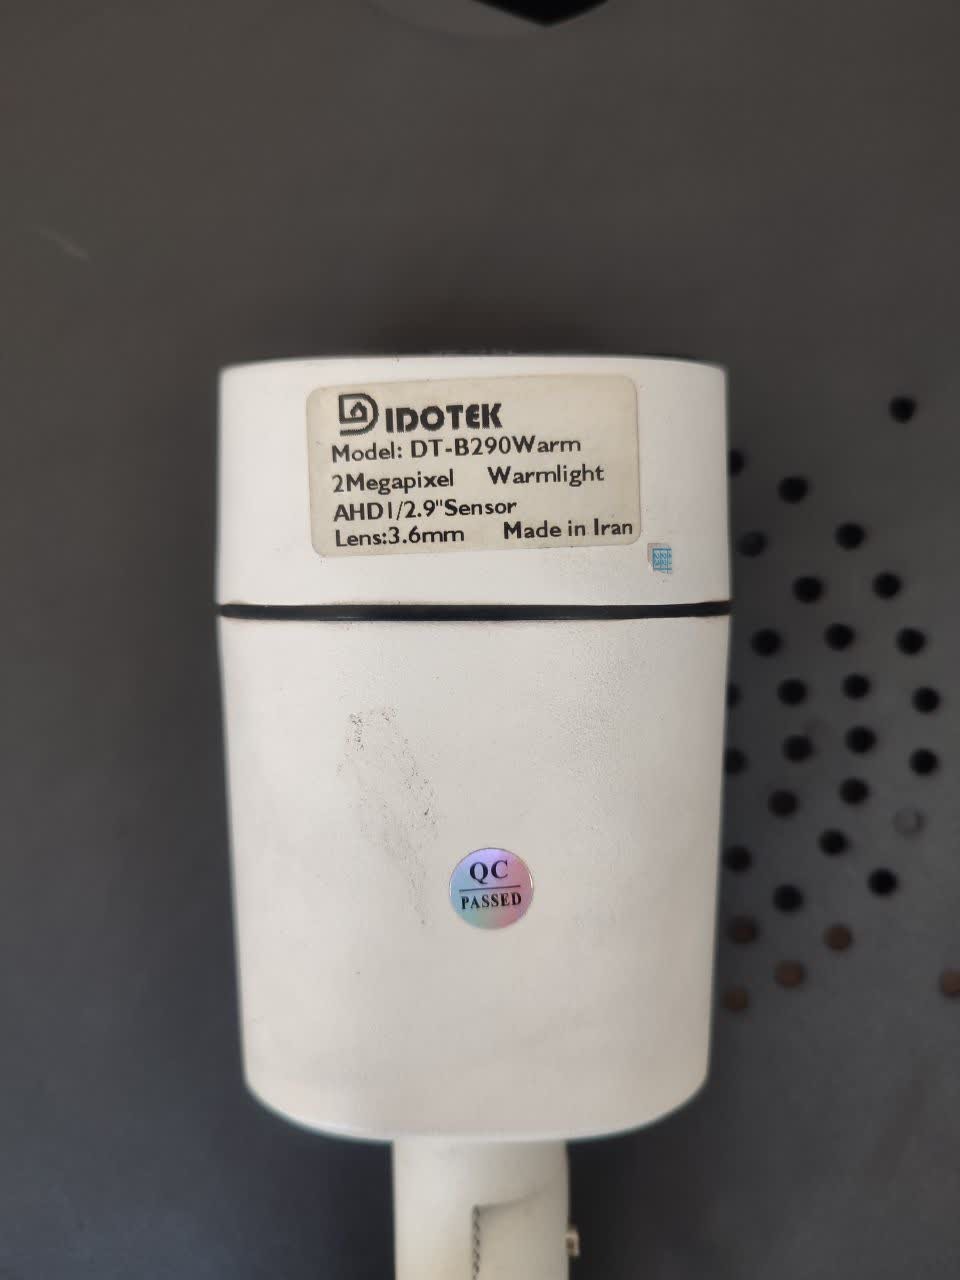 DIDOTEK
Model: DT-B290Warm
2Megapixel Warmlight
AHD1/2.9"Sensor
Lens:3.6mm Made in Iran
QC
PASSED